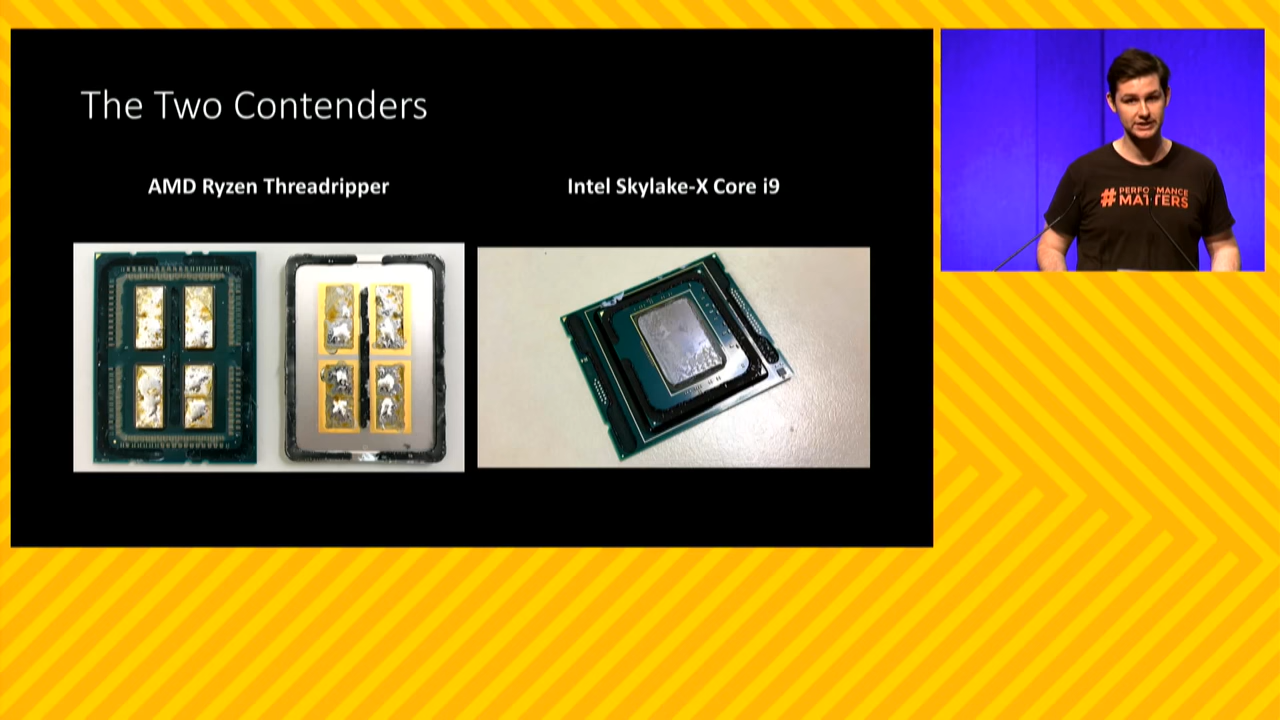 The Two Contenders
AMD Ryzen Threadripper
Intel Skylake-X Core i9
#PERFORMANCE
MATTERS